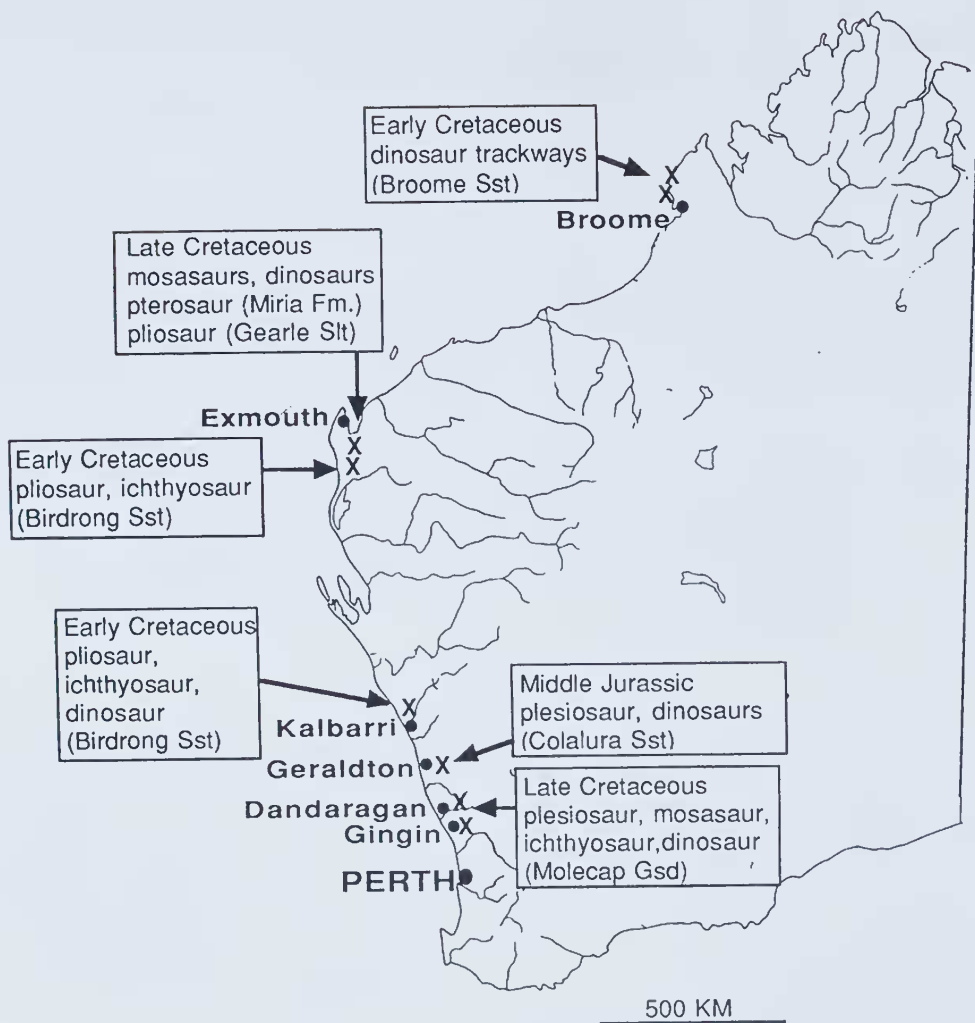 Early Cretaceous
dinosaur trackways
(Broome Sst)
Broome
Late Cretaceous
mosasaurs, dinosaurs
pterosaur (Miria Fm.)
pliosaur (Gearle Slt)
Exmouth
Early Cretaceous
pliosaur, ichthyosaur
(Birdrong Sst)
Early Cretaceous
pliosaur,
ichthyosaur,
dinosaur
(Birdrong Sst)
Kalbarri
Middle Jurassic
plesiosaur, dinosaurs
(Colalura Sst)
Geraldton
Late Cretaceous
plesiosaur, mosasaur,
ichthyosaur,dinosaur
(Molecap Gsd)
Dandaragan
Gingin
PERTH
500 KM
X
X
X
X
X
X
X
X